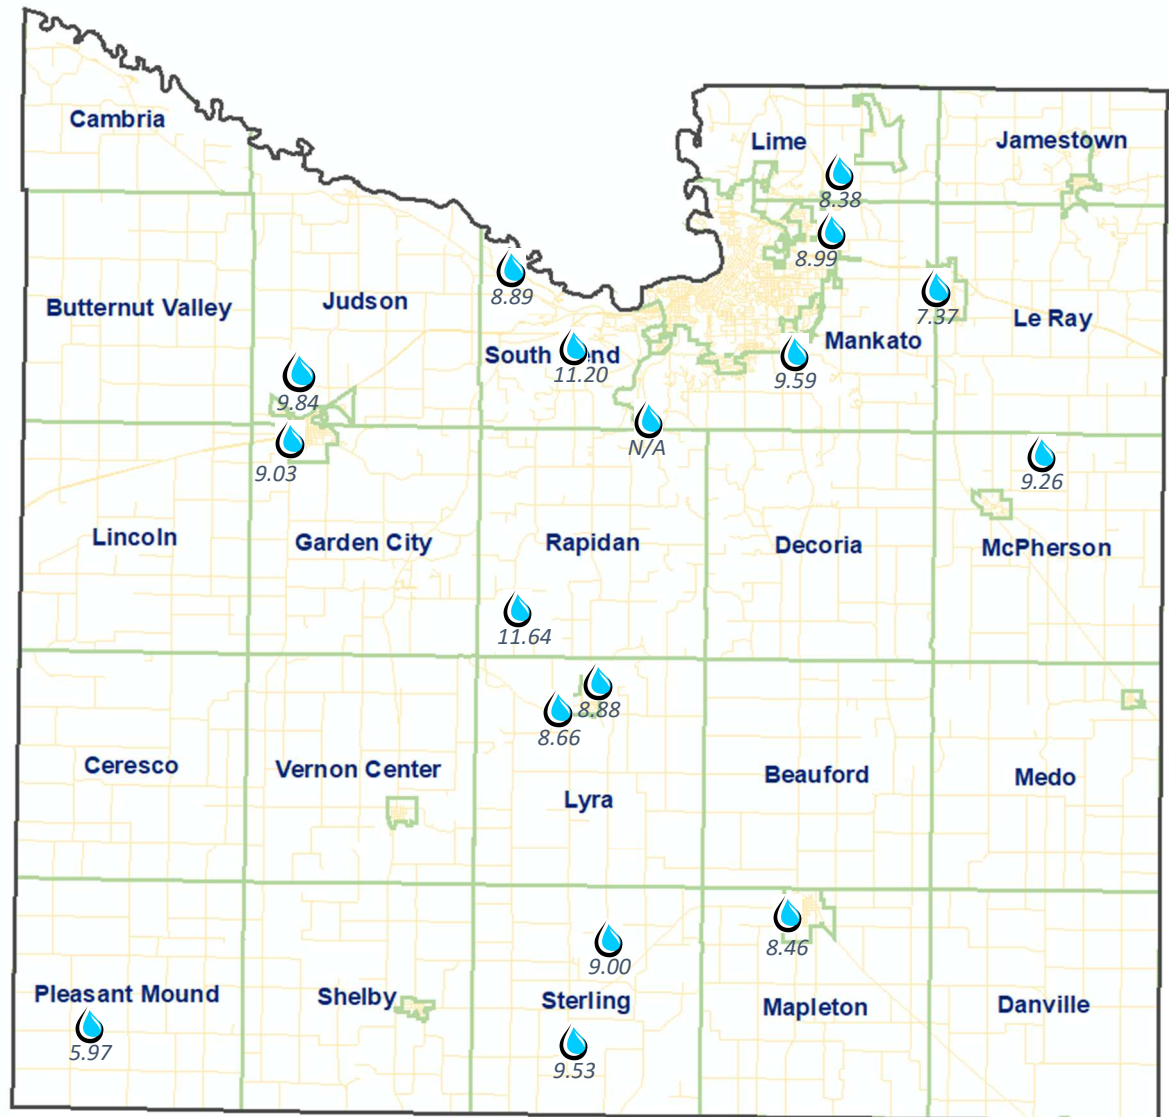 Cambria
Lime
Jamestown
8.38
8.99
8.89
7.37
Butternut Valley
Judson
Le Ray
Mankato
South end
11.20
9.59
9.84
N/A
9.03
9.26
Lincoln
Garden City
Rapidan
Decoria
McPherson
11.64
8.88
8.66
Ceresco
Vernon Center
Beauford
Medo
Lyra
8.46
9.00
Pleasant Mound
Shelby
Sterling
Mapleton
Danville
5.97
9.53